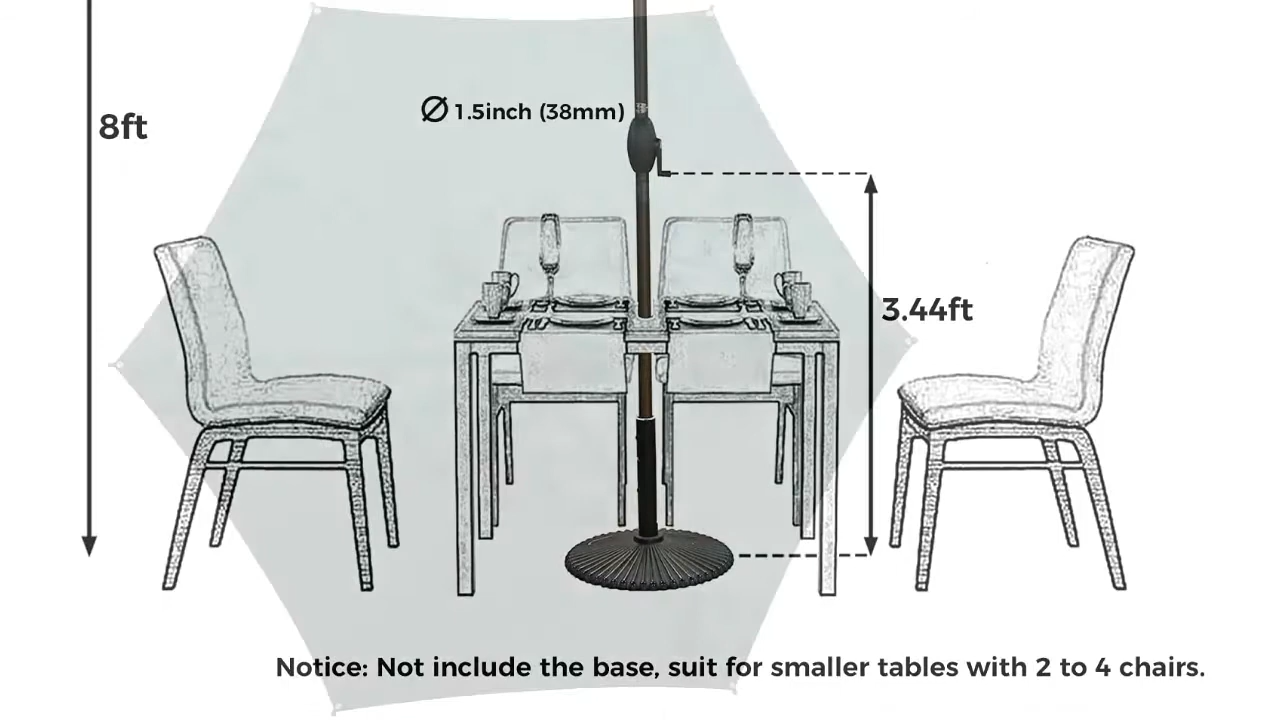 8ft
Ø 1.5inch (38mm)
3.44ft
Notice: Not include the base, suit for smaller tables with 2 to 4 chairs.